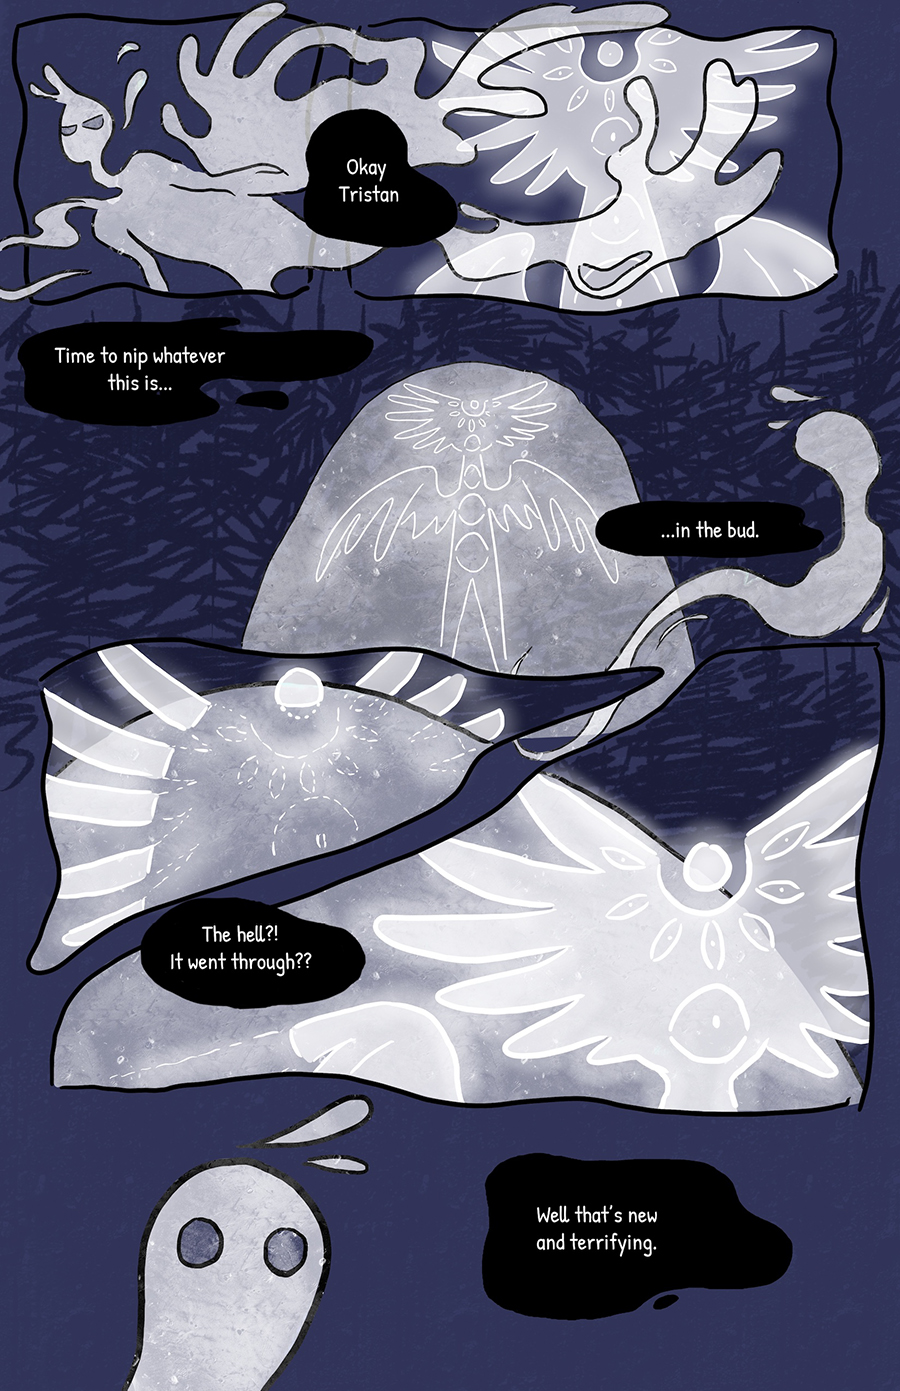 Okay
Tristan
Time to nip whatever
this is...
...in the bud.
The hell?!
It went through??
Well that's new
and terrifying.